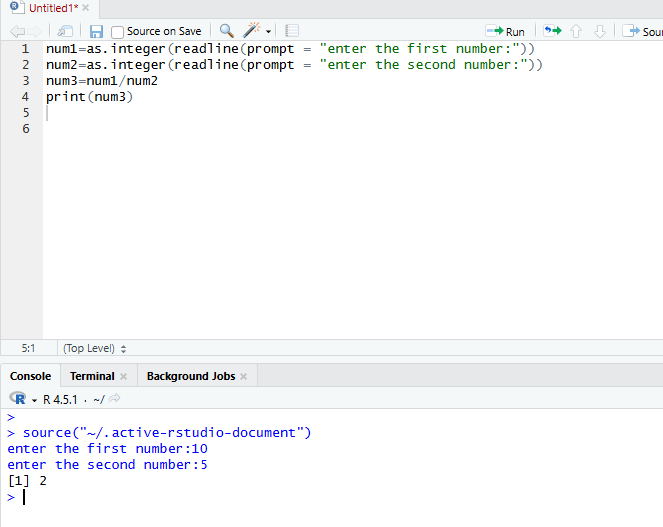 Untitled1*
Source on Save
Run
Sour
1 num1=as.integer(readline(prompt = "enter the first number:"))
2 num2=as.integer(readline(prompt = "enter the second number:"))
3 num3=num1/num2
4 print(num3)
5
6
5:1 (Top Level)
Console Terminal Background Jobs
R 4.5.1 · ~/
>
> source("~/.active-rstudio-document")
enter the first number:10
enter the second number:5
[1] 2
>